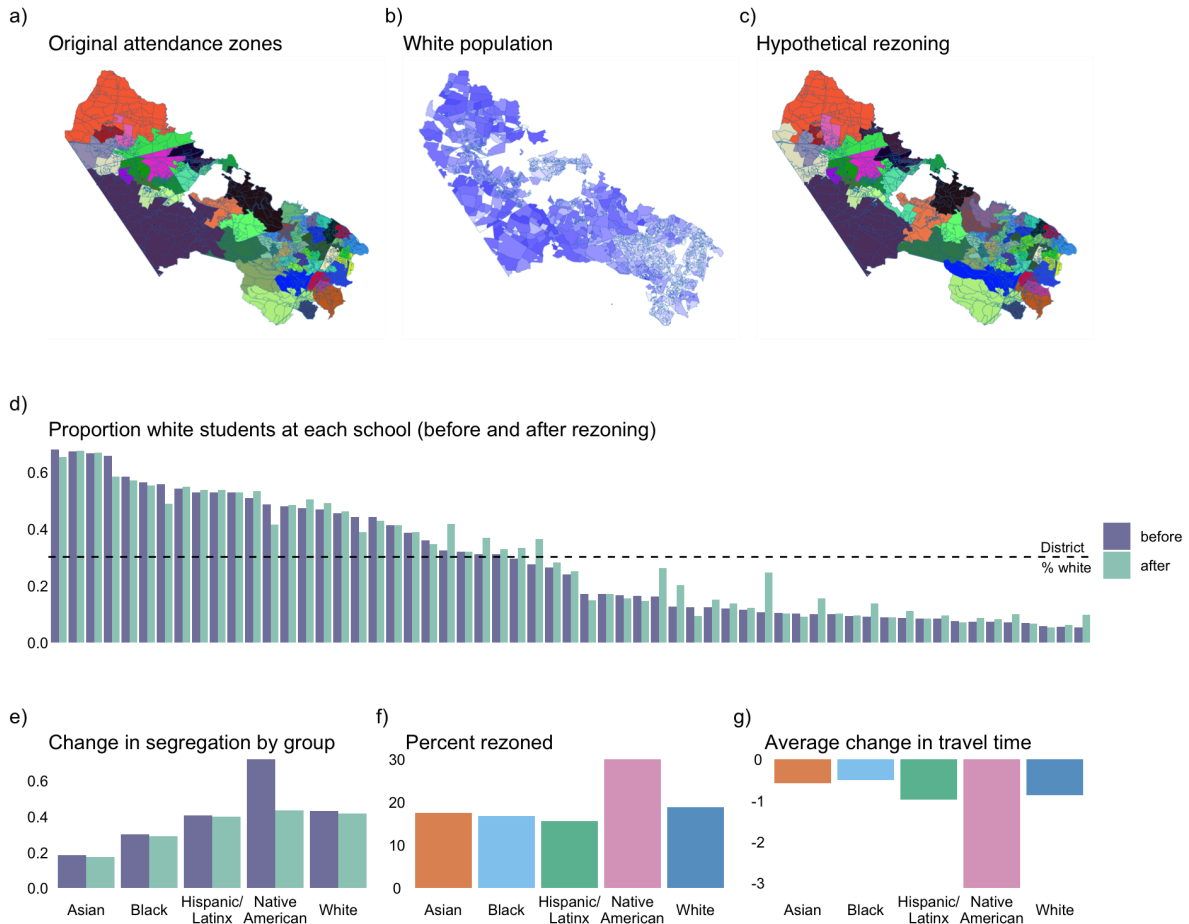 a)
Original attendance zones
b)
White population
c)
Hypothetical rezoning
d)
Proportion white students at each school (before and after rezoning)
0.6
0.4
0.2
0.0
District
% white
before
after
e)
Change in segregation by group
0.6
0.4
0.2
0.0
Asian
Black
Hispanic/
Latinx
Native
American
White
f)
Percent rezoned
30
20
10
0
Asian
Black
Hispanic/
Latinx
Native
American
White
g)
Average change in travel time
0
-1
-2
-3
Asian
Black
Hispanic/
Latinx
Native
American
White